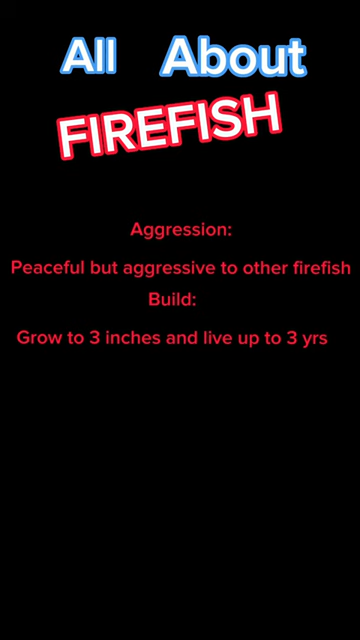 All About
FIREFISH
Aggression:
Peaceful but aggressive to other firefish
Build:
Grow to 3 inches and live up to 3 yrs